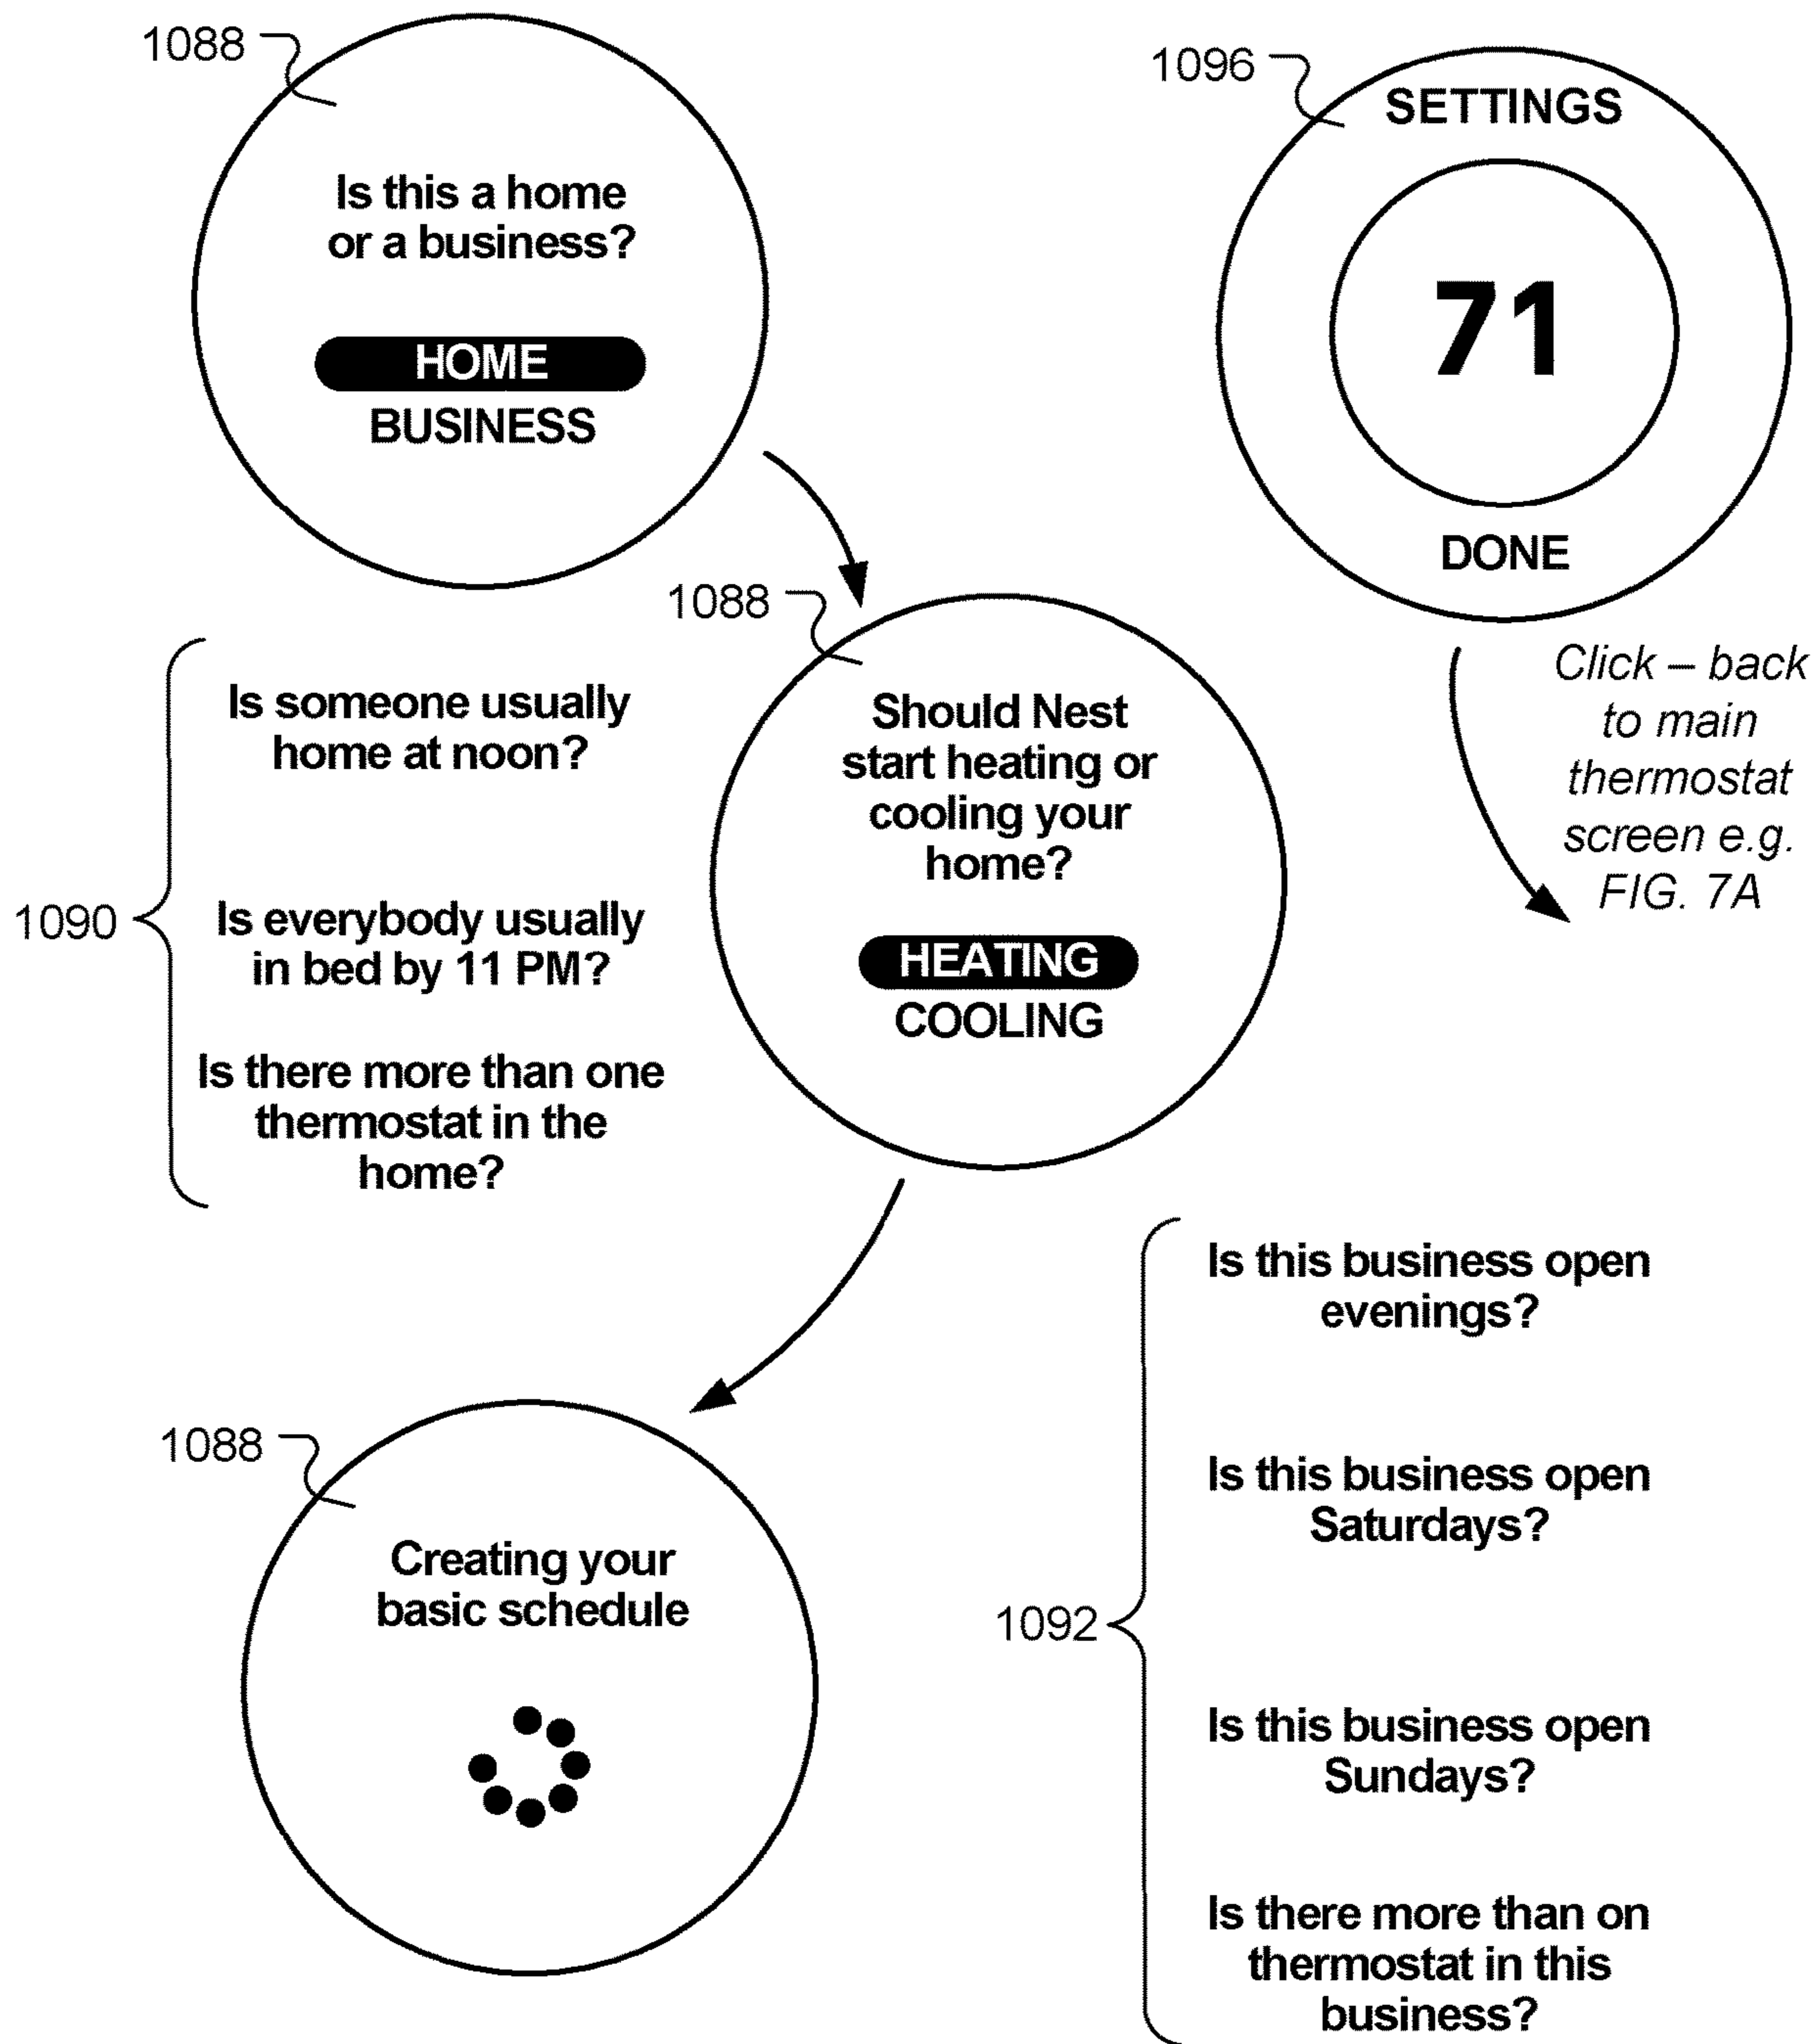 1088
Is this a home
or a business?
HOME
BUSINESS
1096
SETTINGS
71
DONE
Click – back
to main
thermostat
screen e.g.
FIG. 7A
1088
Should Nest
start heating or
cooling your
home?
HEATING
COOLING
1090
Is someone usually
home at noon?
Is everybody usually
in bed by 11 PM?
Is there more than one
thermostat in the
home?
1088
Creating your
basic schedule
1092
Is this business open
evenings?
Is this business open
Saturdays?
Is this business open
Sundays?
Is there more than on
thermostat in this
business?